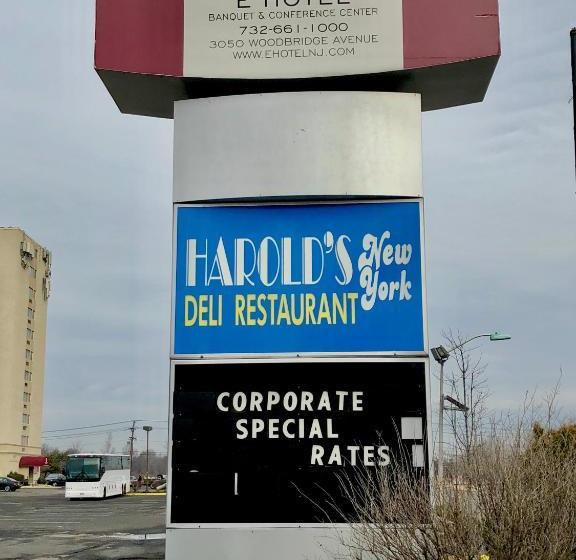 E HOTEL
BANQUET & CONFERENCE CENTER
732-661-1000
3050 WOODBRIDGE AVENUE
WWW.EHOTELNJ.COM
HAROLD'S New York
DELI RESTAURANT
CORPORATE
SPECIAL
RATES